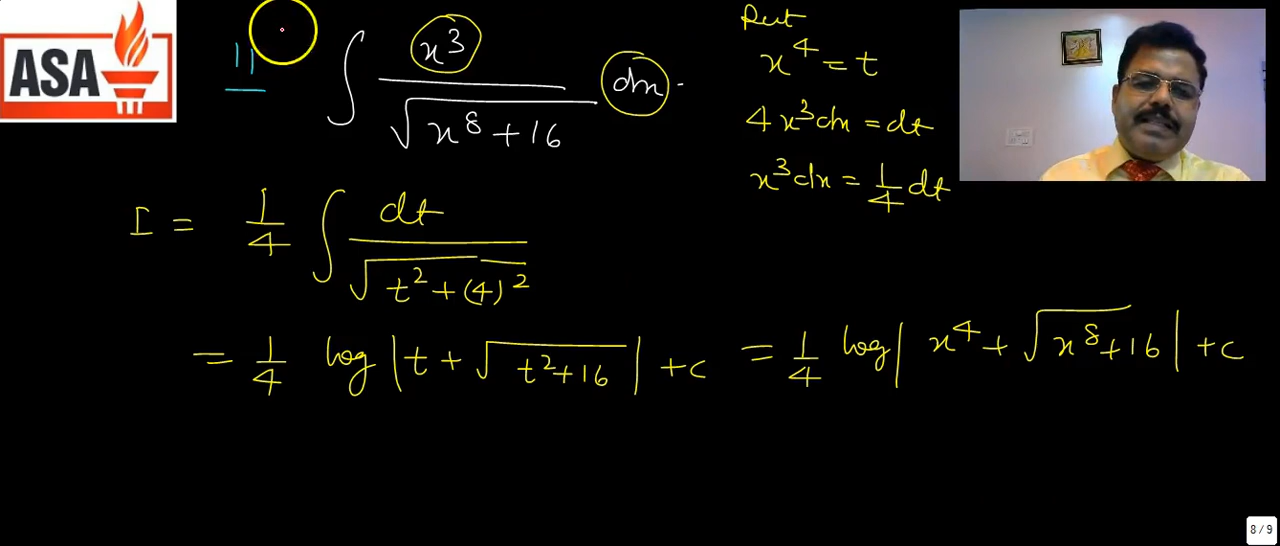 ASA
11
∫ x³ / √(x⁸ + 16) dx.
Put
x⁴ = t
4x³dx = dt
x³dx = 1/4 dt
I = 1/4 ∫ dt / √(t² + (4)²)
= 1/4 log |t + √(t² + 16)| + c = 1/4 log | x⁴ + √(x⁸ + 16) | + c
8 / 9